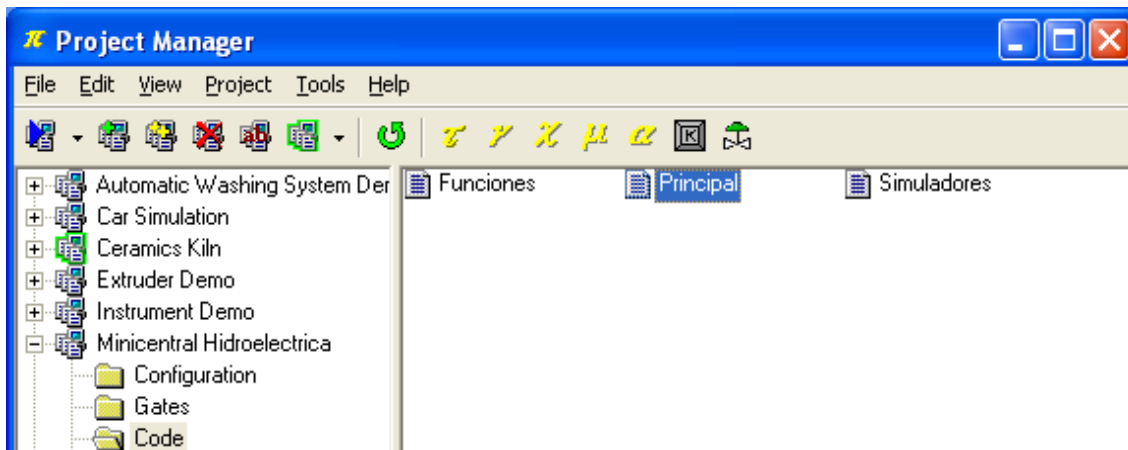 π Project Manager
File Edit View Project Tools Help
ab τ γ χ μ α K
Automatic Washing System Der
Car Simulation
Ceramics Kiln
Extruder Demo
Instrument Demo
Minicentral Hidroelectrica
Configuration
Gates
Code
Funciones Principal Simuladores